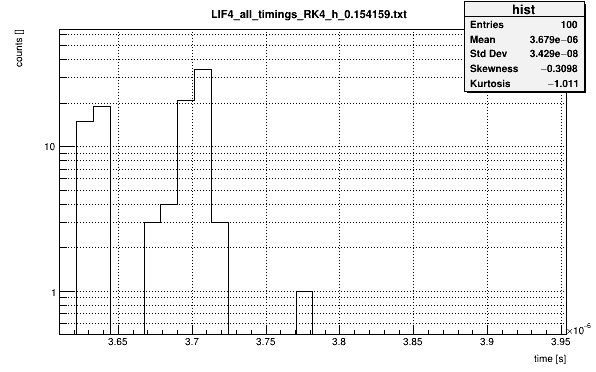 LIF4_all_timings_RK4_h_0.154159.txt
hist
Entries 100
Mean 3.679e−06
Std Dev 3.429e−08
Skewness −0.3098
Kurtosis −1.011
counts []
10
1
3.65 3.7 3.75 3.8 3.85 3.9 3.95
×10⁻⁶
time [s]